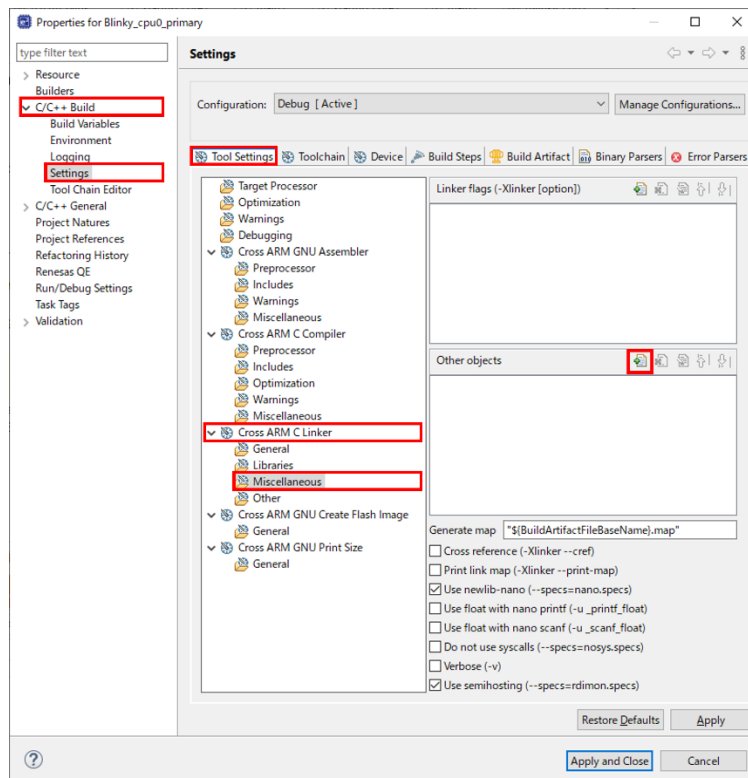 Properties for Blinky_cpu0_primary
type filter text
Settings
Resource
Builders
C/C++ Build
Build Variables
Environment
Logging
Settings
Tool Chain Editor
C/C++ General
Project Natures
Project References
Refactoring History
Renesas QE
Run/Debug Settings
Task Tags
Validation
Configuration: Debug [ Active ] Manage Configurations...
Tool Settings Toolchain Device Build Steps Build Artifact Binary Parsers Error Parsers
Target Processor
Optimization
Warnings
Debugging
Cross ARM GNU Assembler
Preprocessor
Includes
Warnings
Miscellaneous
Cross ARM C Compiler
Preprocessor
Includes
Optimization
Warnings
Miscellaneous
Cross ARM C Linker
General
Libraries
Miscellaneous
Other
Cross ARM GNU Create Flash Image
General
Cross ARM GNU Print Size
General
Linker flags (-Xlinker [option])
Other objects
Generate map "${BuildArtifactFileBaseName}.map"
Cross reference (-Xlinker --cref)
Print link map (-Xlinker --print-map)
Use newlib-nano (--specs=nano.specs)
Use float with nano printf (-u _printf_float)
Use float with nano scanf (-u _scanf_float)
Do not use syscalls (--specs=nosys.specs)
Verbose (-v)
Use semihosting (--specs=rdimon.specs)
Restore Defaults Apply
Apply and Close Cancel